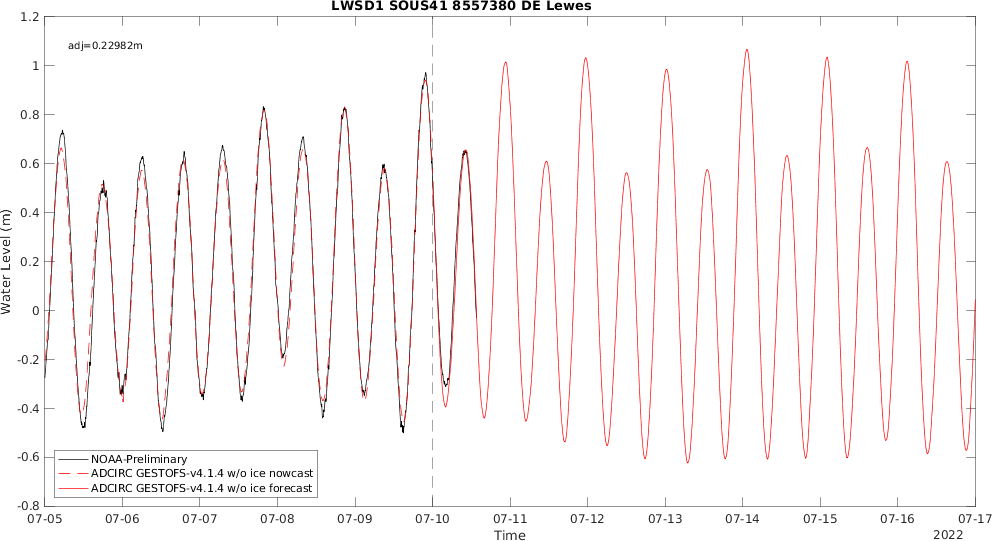 LWSD1 SOUS41 8557380 DE Lewes
adj=0.22982m
1.2
1
0.8
0.6
0.4
0.2
0
-0.2
-0.4
-0.6
-0.8
Water Level (m)
NOAA-Preliminary
ADCIRC GESTOFS-v4.1.4 w/o ice nowcast
ADCIRC GESTOFS-v4.1.4 w/o ice forecast
07-05 07-06 07-07 07-08 07-09 07-10 07-11 07-12 07-13 07-14 07-15 07-16 07-17
Time
2022